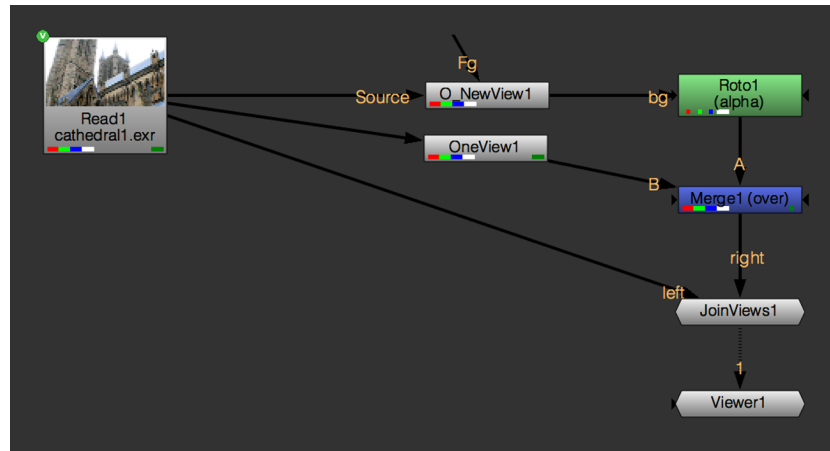 V
Fg
Source
O_NewView1
bg
Roto1
(alpha)
Read1
cathedral1.exr
OneView1
A
B
Merge1 (over)
right
left
JoinViews1
1
Viewer1